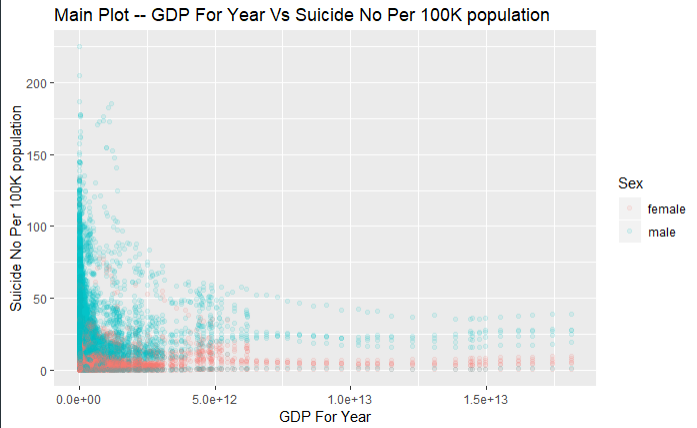 Main Plot -- GDP For Year Vs Suicide No Per 100K population
Suicide No Per 100K population
200
150
100
50
0
0.0e+00
5.0e+12
1.0e+13
1.5e+13
GDP For Year
Sex
female
male